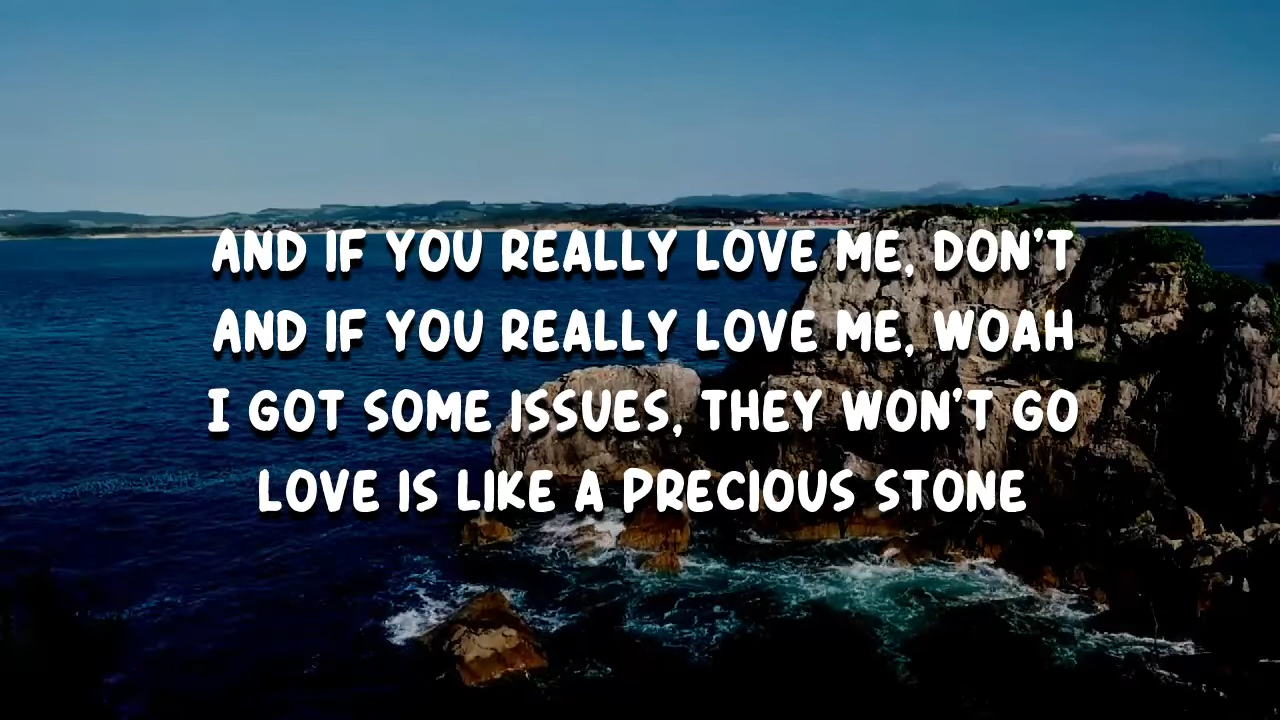 AND IF YOU REALLY LOVE ME, DON'T
AND IF YOU REALLY LOVE ME, WOAH
I GOT SOME ISSUES, THEY WON'T GO
LOVE IS LIKE A PRECIOUS STONE